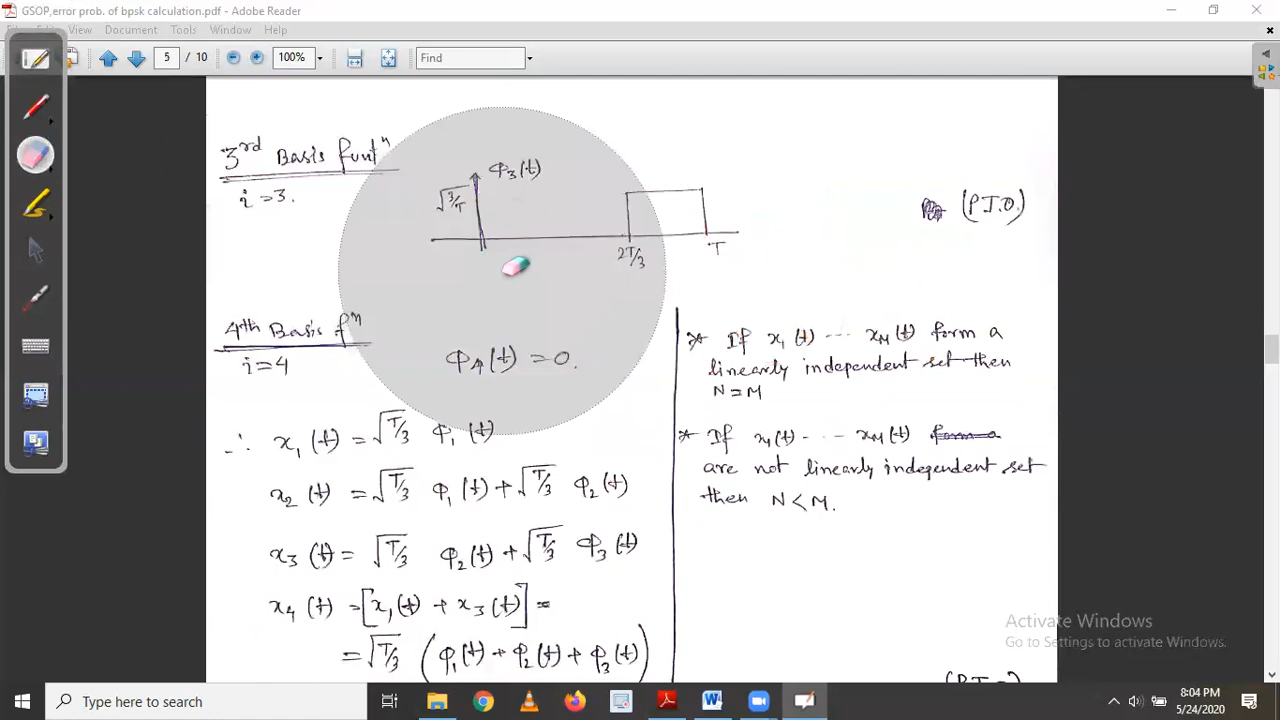 GSOP,error prob. of bpsk calculation.pdf - Adobe Reader
View Document Tools Window Help
5 / 10 100% Find
3rd Basis funtⁿ
i = 3.
φ₃(t)
√3/T
2T/3
T
(P.T.O.)
4th Basis fⁿ
i = 4
φ₄(t) = 0.
∴ x₁(t) = √T/3 φ₁(t)
x₂(t) = √T/3 φ₁(t) + √T/3 φ₂(t)
x₃(t) = √T/3 φ₂(t) + √T/3 φ₃(t)
x₄(t) = [x₁(t) + x₃(t)] =
= √T/3 (φ₁(t) + φ₂(t) + φ₃(t))
* If x₁(t) --- x_M(t) form a
linearly independent set then
N = M
* If x₁(t) - - - x_M(t) form a
are not linearly independent set
then N < M.
(P.T.O)
Activate Windows
Go to Settings to activate Windows.
Type here to search
8:04 PM
5/24/2020